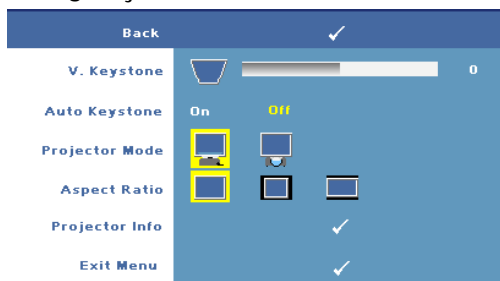 Back
V. Keystone 0
Auto Keystone On Off
Projector Mode
Aspect Ratio
Projector Info
Exit Menu